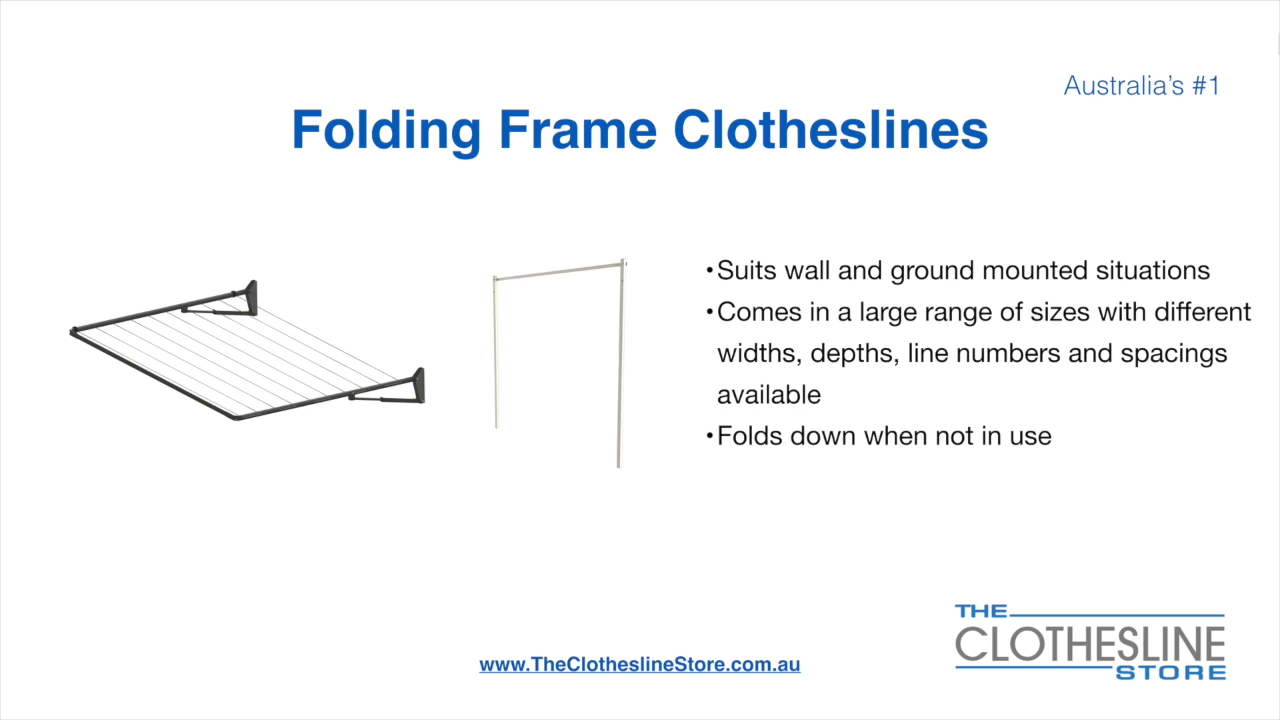 Australia's #1
Folding Frame Clotheslines
•Suits wall and ground mounted situations
•Comes in a large range of sizes with different
widths, depths, line numbers and spacings
available
•Folds down when not in use
www.TheClotheslineStore.com.au
THE
CLOTHESLINE
STORE